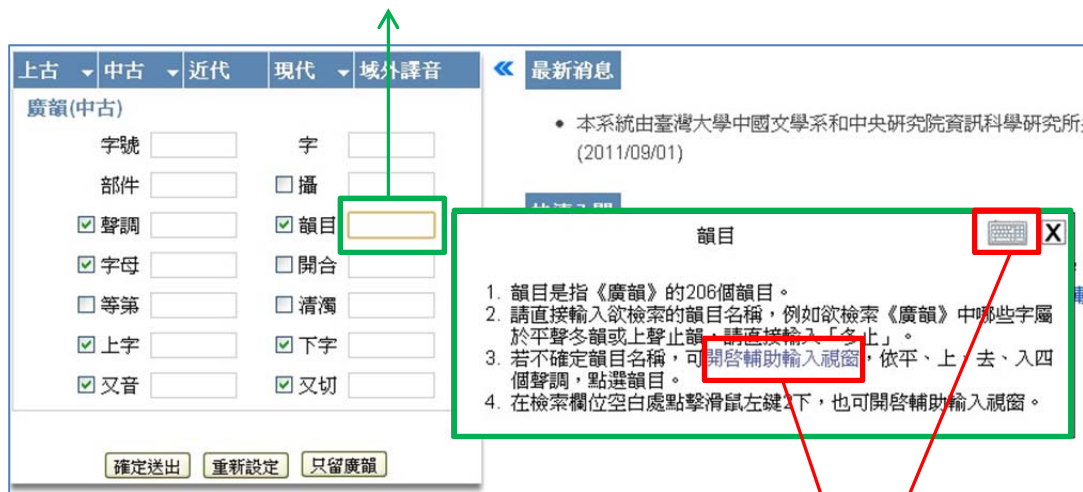 上古 中古 近代 現代 域外譯音
廣韻(中古)
字號 字
部件 攝
聲調 韻目
字母 開合
等第 清濁
上字 下字
又音 又切
確定送出 重新設定 只留廣韻
« 最新消息
• 本系統由臺灣大學中國文學系和中央研究院資訊科學研究所
(2011/09/01)
韻目 X
1. 韻目是指《廣韻》的206個韻目。
2. 請直接輸入欲檢索的韻目名稱，例如欲檢索《廣韻》中哪些字屬
於平聲冬韻或上聲止韻，請直接輸入「冬止」。
3. 若不確定韻目名稱，可開啓輔助輸入視窗，依平、上、去、入四
個聲調，點選韻目。
4. 在檢索欄位空白處點擊滑鼠左鍵2下，也可開啓輔助輸入視窗。